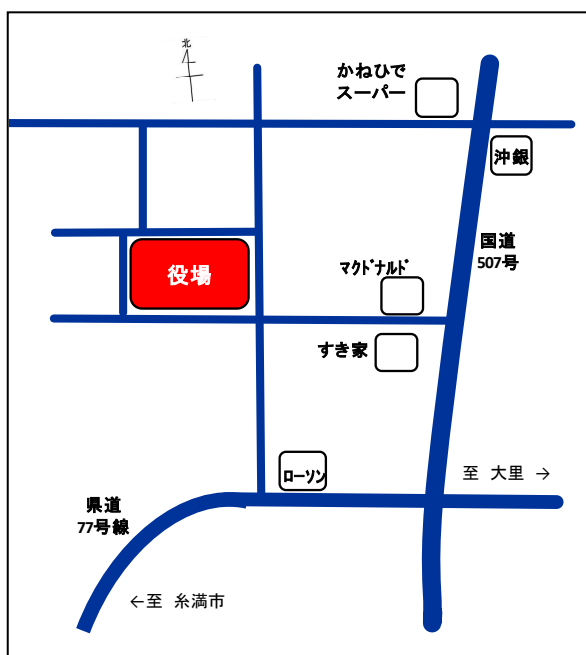 北
かねひで
スーパー
沖銀
国道
507号
役場
マクドナルド
すき家
ローソン
至 大里 →
県道
77号線
←至 糸満市